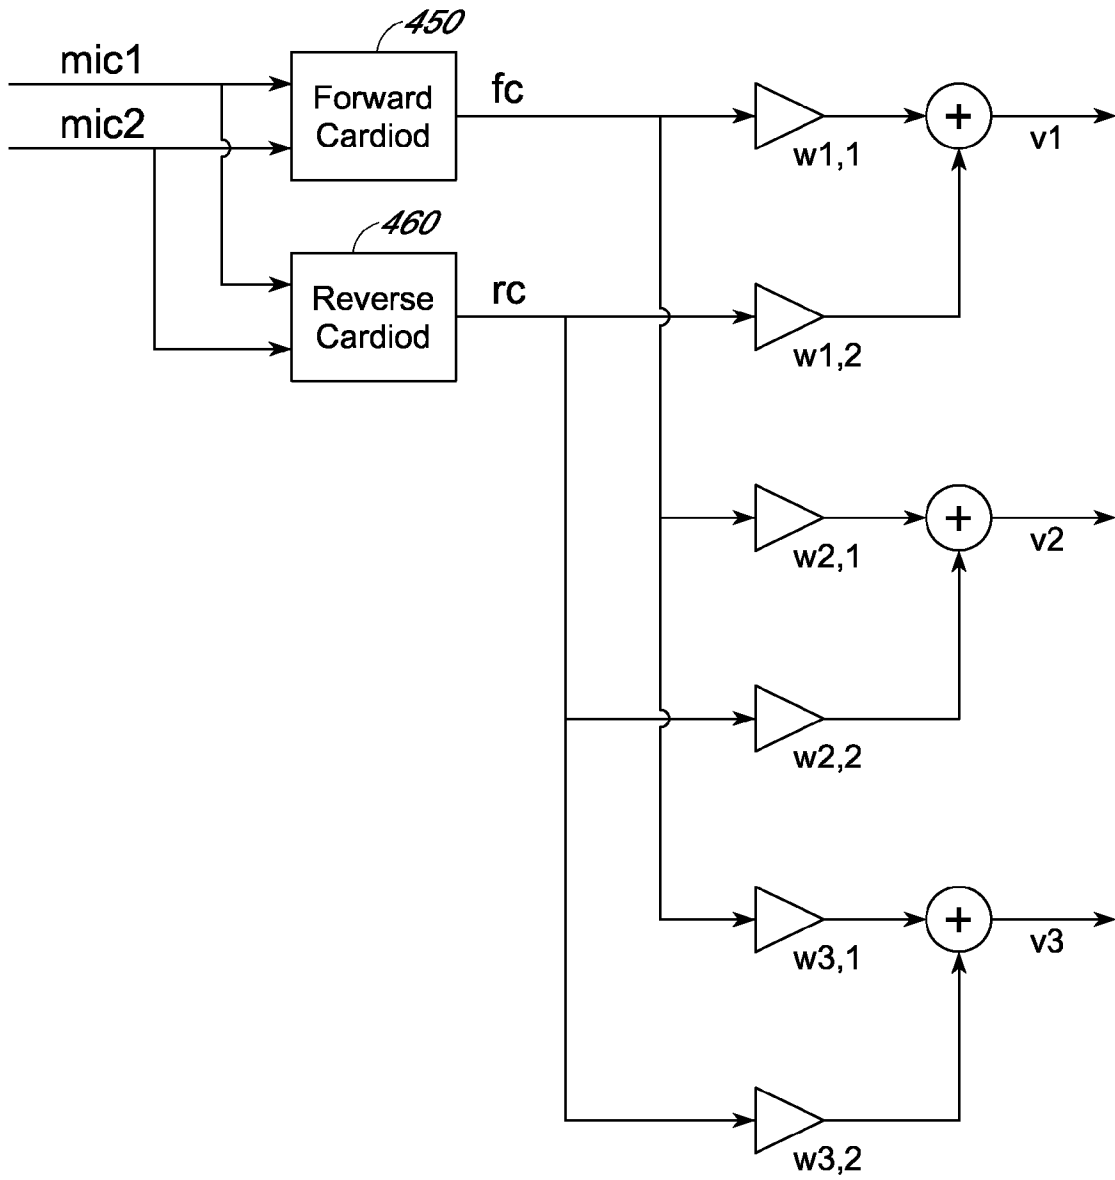 450
mic1
Forward
Cardiod
fc
mic2
w1,1
+
v1
460
Reverse
Cardiod
rc
w1,2
w2,1
+
v2
w2,2
w3,1
+
v3
w3,2